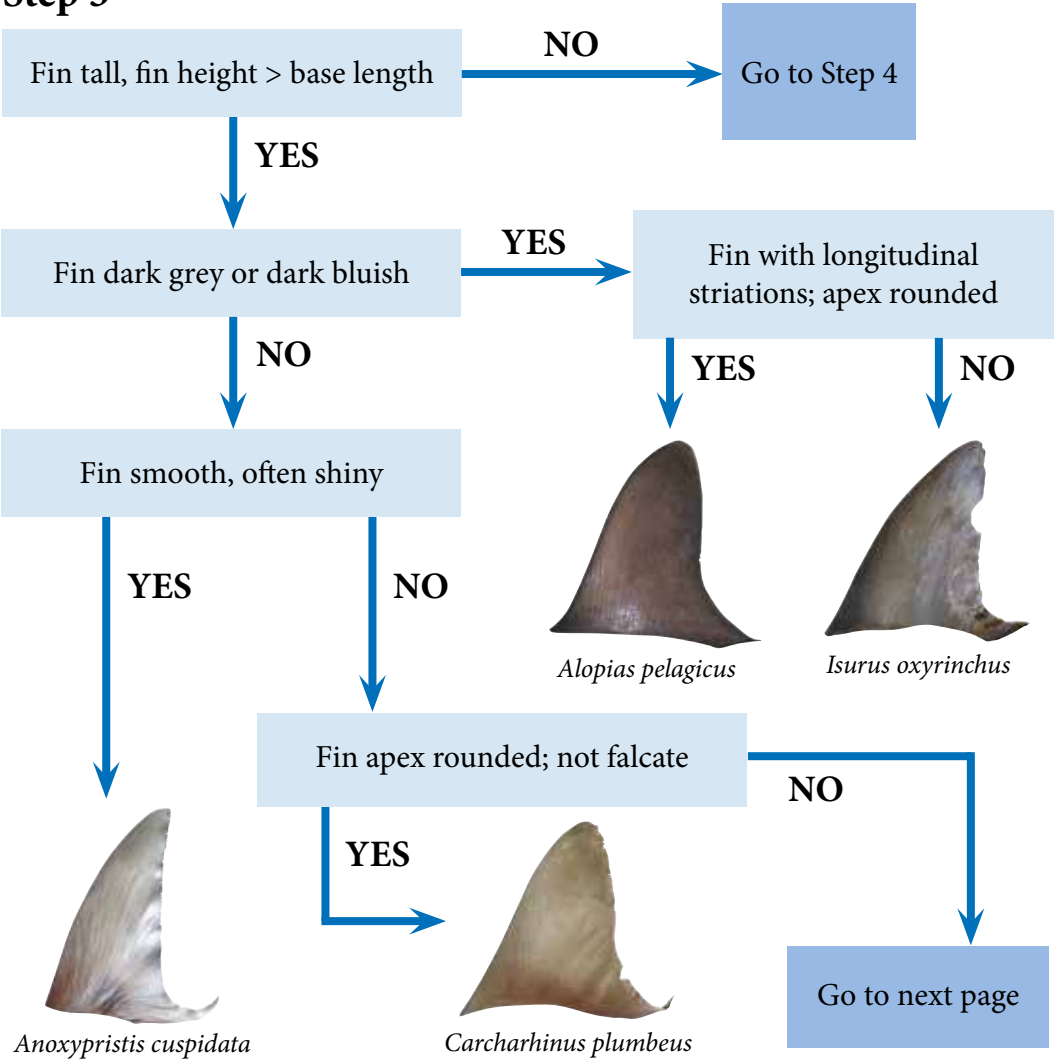 Fin tall, fin height > base length
NO
Go to Step 4
YES
Fin dark grey or dark bluish
YES
Fin with longitudinal
striations; apex rounded
NO
YES
NO
Fin smooth, often shiny
YES
NO
Alopias pelagicus
Isurus oxyrinchus
Fin apex rounded; not falcate
NO
YES
Go to next page
Anoxypristis cuspidata
Carcharhinus plumbeus